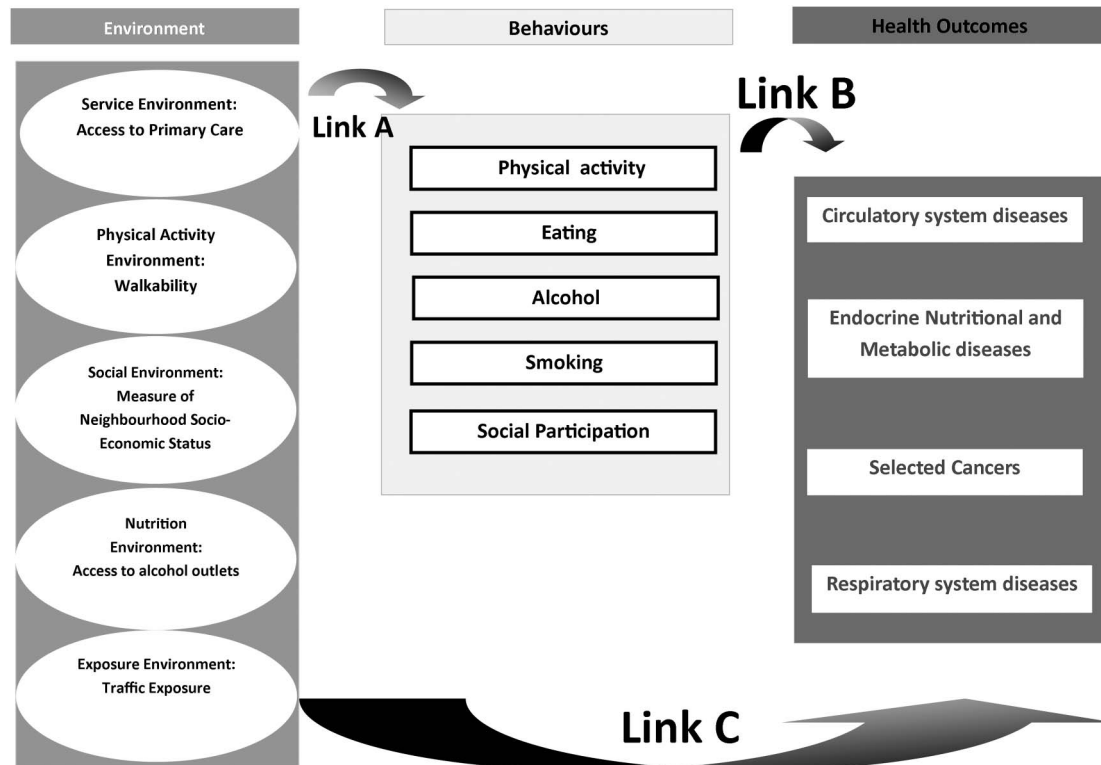 Environment
Behaviours
Health Outcomes
Service Environment:
Access to Primary Care
Physical Activity
Environment:
Walkability
Social Environment:
Measure of
Neighbourhood Socio-
Economic Status
Nutrition
Environment:
Access to alcohol outlets
Exposure Environment:
Traffic Exposure
Link A
Physical activity
Eating
Alcohol
Smoking
Social Participation
Link B
Circulatory system diseases
Endocrine Nutritional and
Metabolic diseases
Selected Cancers
Respiratory system diseases
Link C